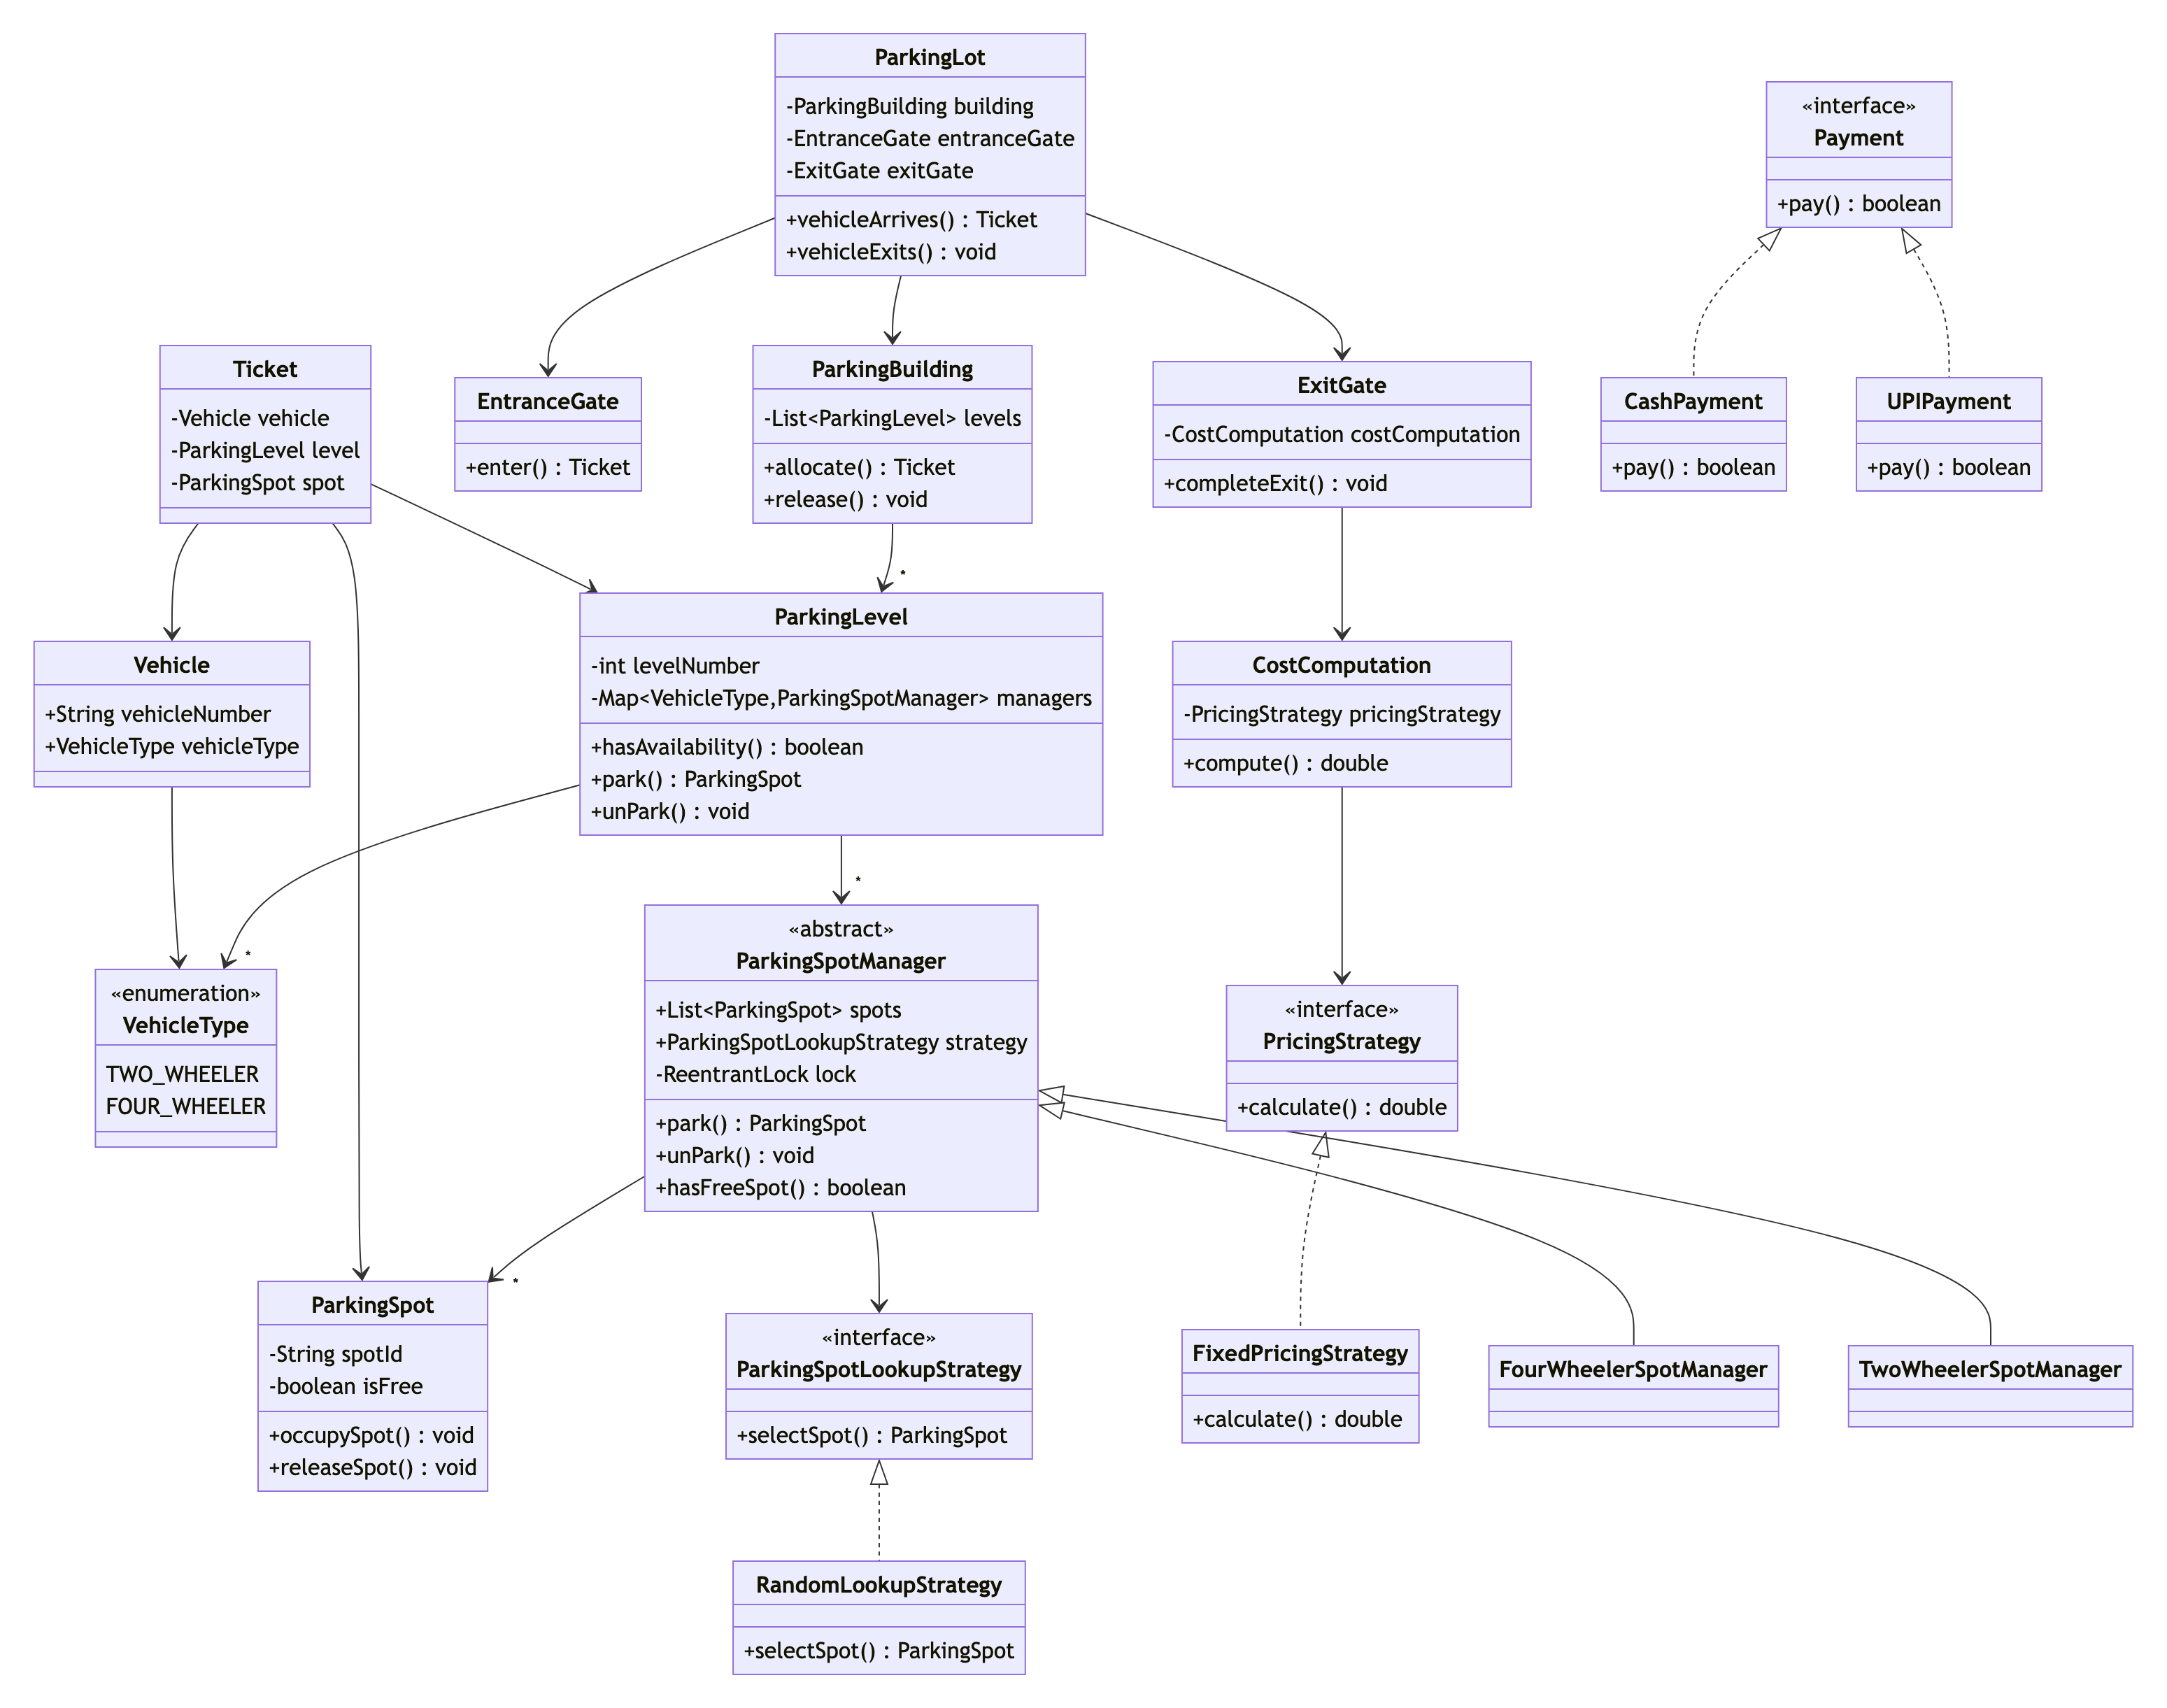 ParkingLot
-ParkingBuilding building
-EntranceGate entranceGate
-ExitGate exitGate
+vehicleArrives() : Ticket
+vehicleExits() : void
«interface»
Payment
+pay() : boolean
Ticket
-Vehicle vehicle
-ParkingLevel level
-ParkingSpot spot
EntranceGate
+enter() : Ticket
ParkingBuilding
-List<ParkingLevel> levels
+allocate() : Ticket
+release() : void
ExitGate
-CostComputation costComputation
+completeExit() : void
CashPayment
+pay() : boolean
UPIPayment
+pay() : boolean
*
Vehicle
+String vehicleNumber
+VehicleType vehicleType
ParkingLevel
-int levelNumber
-Map<VehicleType,ParkingSpotManager> managers
+hasAvailability() : boolean
+park() : ParkingSpot
+unPark() : void
CostComputation
-PricingStrategy pricingStrategy
+compute() : double
*
*
«enumeration»
VehicleType
TWO_WHEELER
FOUR_WHEELER
«abstract»
ParkingSpotManager
+List<ParkingSpot> spots
+ParkingSpotLookupStrategy strategy
-ReentrantLock lock
+park() : ParkingSpot
+unPark() : void
+hasFreeSpot() : boolean
«interface»
PricingStrategy
+calculate() : double
*
ParkingSpot
-String spotId
-boolean isFree
+occupySpot() : void
+releaseSpot() : void
«interface»
ParkingSpotLookupStrategy
+selectSpot() : ParkingSpot
FixedPricingStrategy
+calculate() : double
FourWheelerSpotManager
TwoWheelerSpotManager
RandomLookupStrategy
+selectSpot() : ParkingSpot